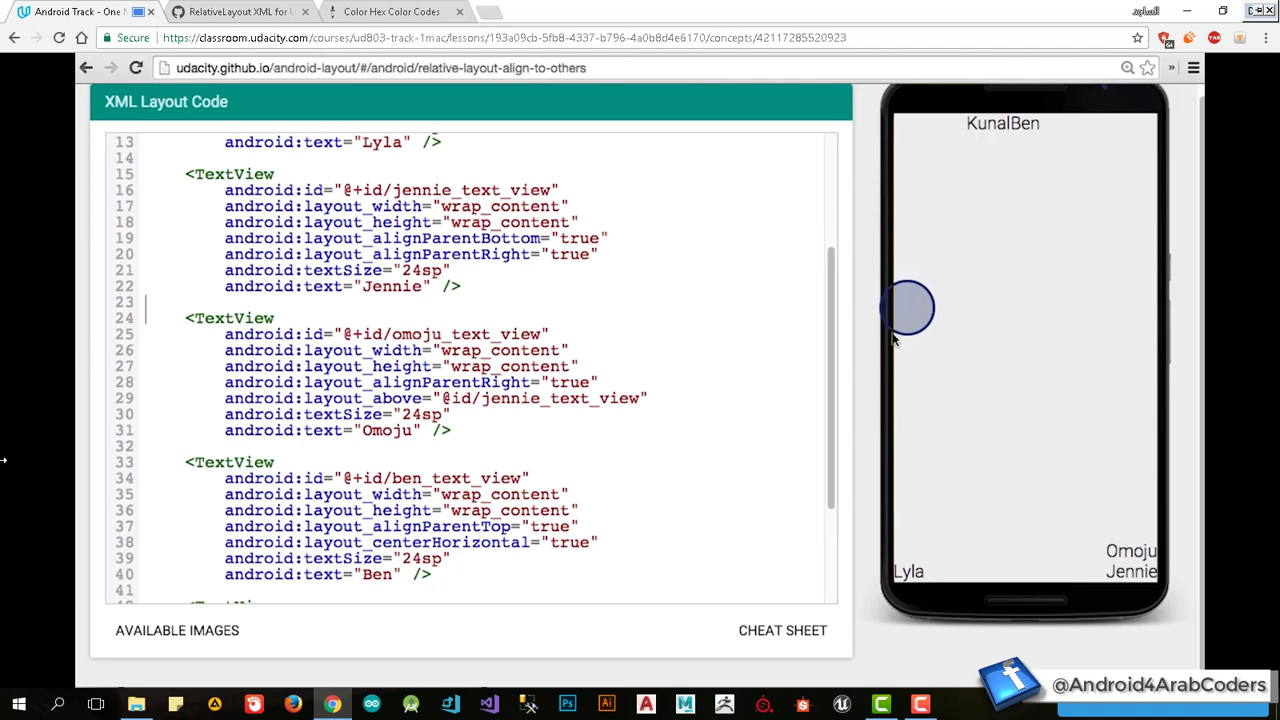 Android Track - One M
RelativeLayout XML for U
Color Hex Color Codes
Secure
https://classroom.udacity.com/courses/ud803-track-1mac/lessons/193a09cb-5fb8-4337-b796-4a0b8d4e6170/concepts/42117285520923
udacity.github.io/android-layout/#/android/relative-layout-align-to-others
XML Layout Code
13 android:text="Lyla" />
14
15 <TextView
16 android:id="@+id/jennie_text_view"
17 android:layout_width="wrap_content"
18 android:layout_height="wrap_content"
19 android:layout_alignParentBottom="true"
20 android:layout_alignParentRight="true"
21 android:textSize="24sp"
22 android:text="Jennie" />
23
24 <TextView
25 android:id="@+id/omoju_text_view"
26 android:layout_width="wrap_content"
27 android:layout_height="wrap_content"
28 android:layout_alignParentRight="true"
29 android:layout_above="@id/jennie_text_view"
30 android:textSize="24sp"
31 android:text="Omoju" />
32
33 <TextView
34 android:id="@+id/ben_text_view"
35 android:layout_width="wrap_content"
36 android:layout_height="wrap_content"
37 android:layout_alignParentTop="true"
38 android:layout_centerHorizontal="true"
39 android:textSize="24sp"
40 android:text="Ben" />
41
AVAILABLE IMAGES
CHEAT SHEET
KunalBen
Omoju
Lyla
Jennie
@Android4ArabCoders